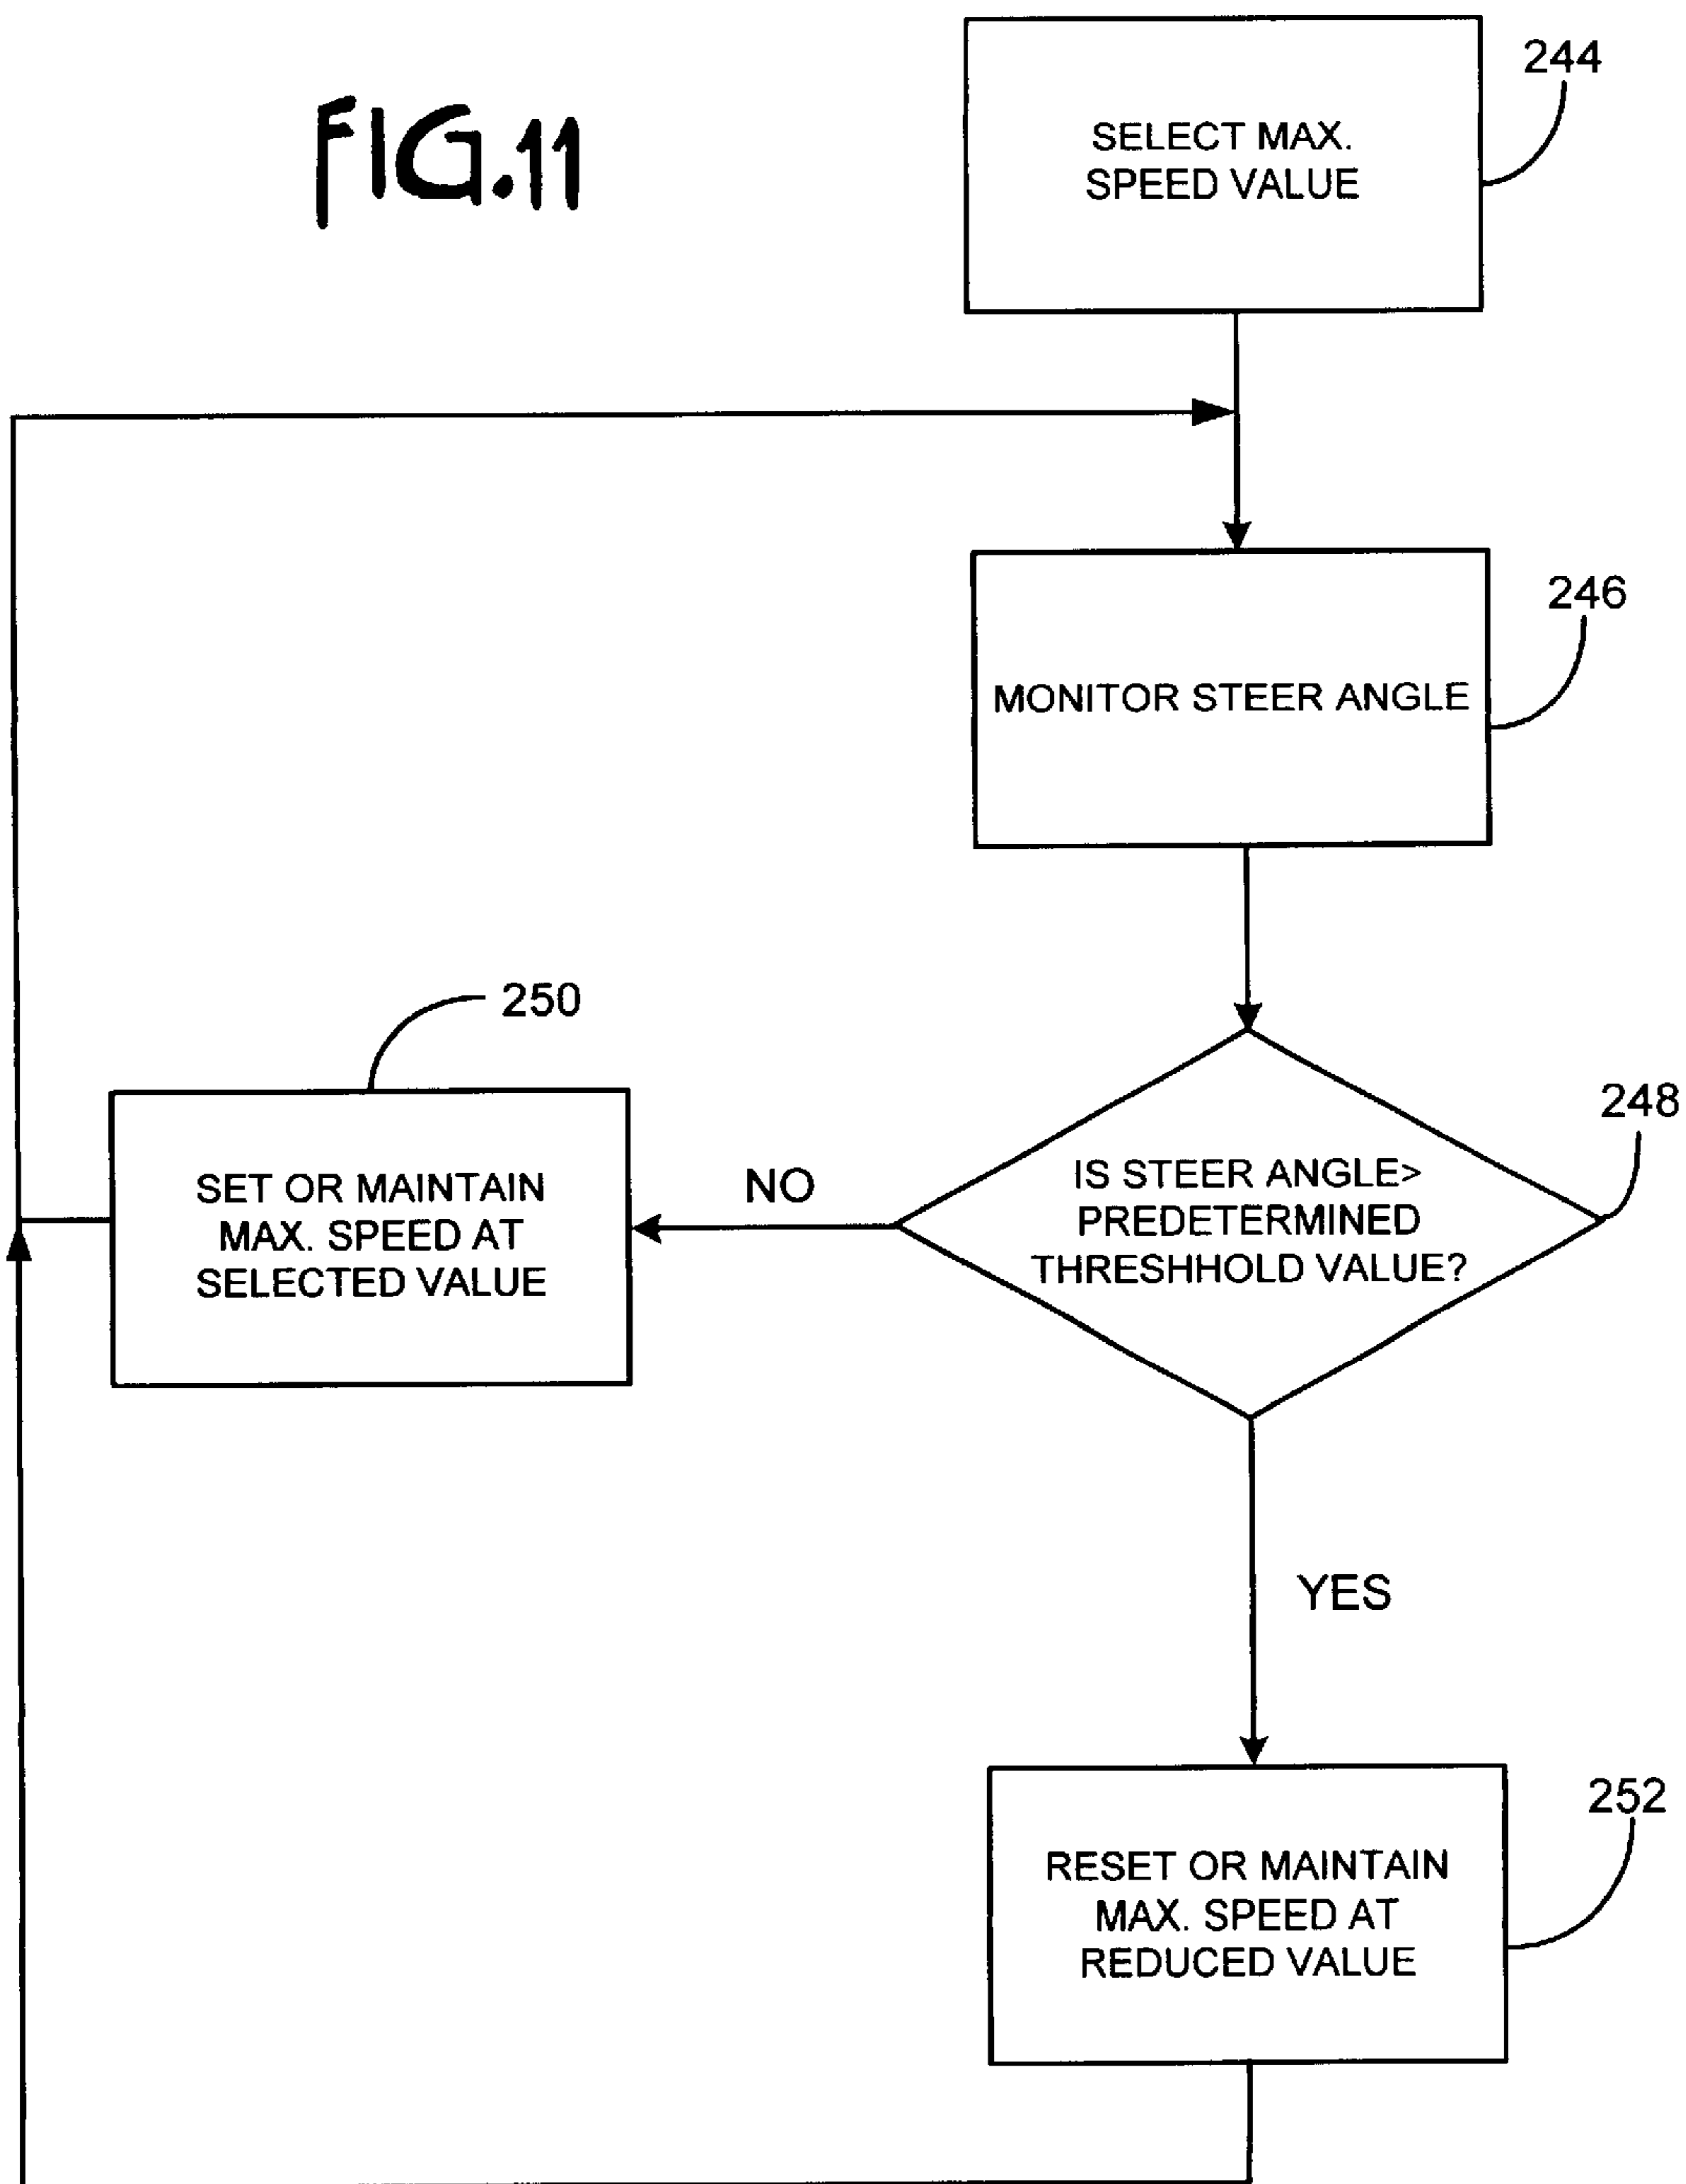 FIG.11
244
SELECT MAX.
SPEED VALUE
246
MONITOR STEER ANGLE
250
248
SET OR MAINTAIN
MAX. SPEED AT
SELECTED VALUE
NO
IS STEER ANGLE>
PREDETERMINED
THRESHHOLD VALUE?
YES
252
RESET OR MAINTAIN
MAX. SPEED AT
REDUCED VALUE